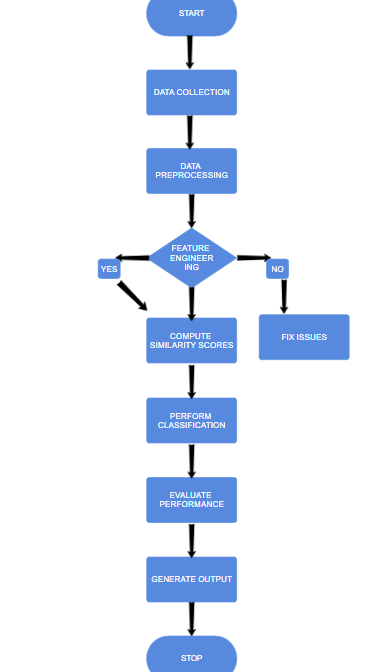 START
DATA COLLECTION
DATA
PREPROCESSING
FEATURE
ENGINEER
ING
YES
NO
COMPUTE
SIMILARITY SCORES
FIX ISSUES
PERFORM
CLASSIFICATION
EVALUATE
PERFORMANCE
GENERATE OUTPUT
STOP